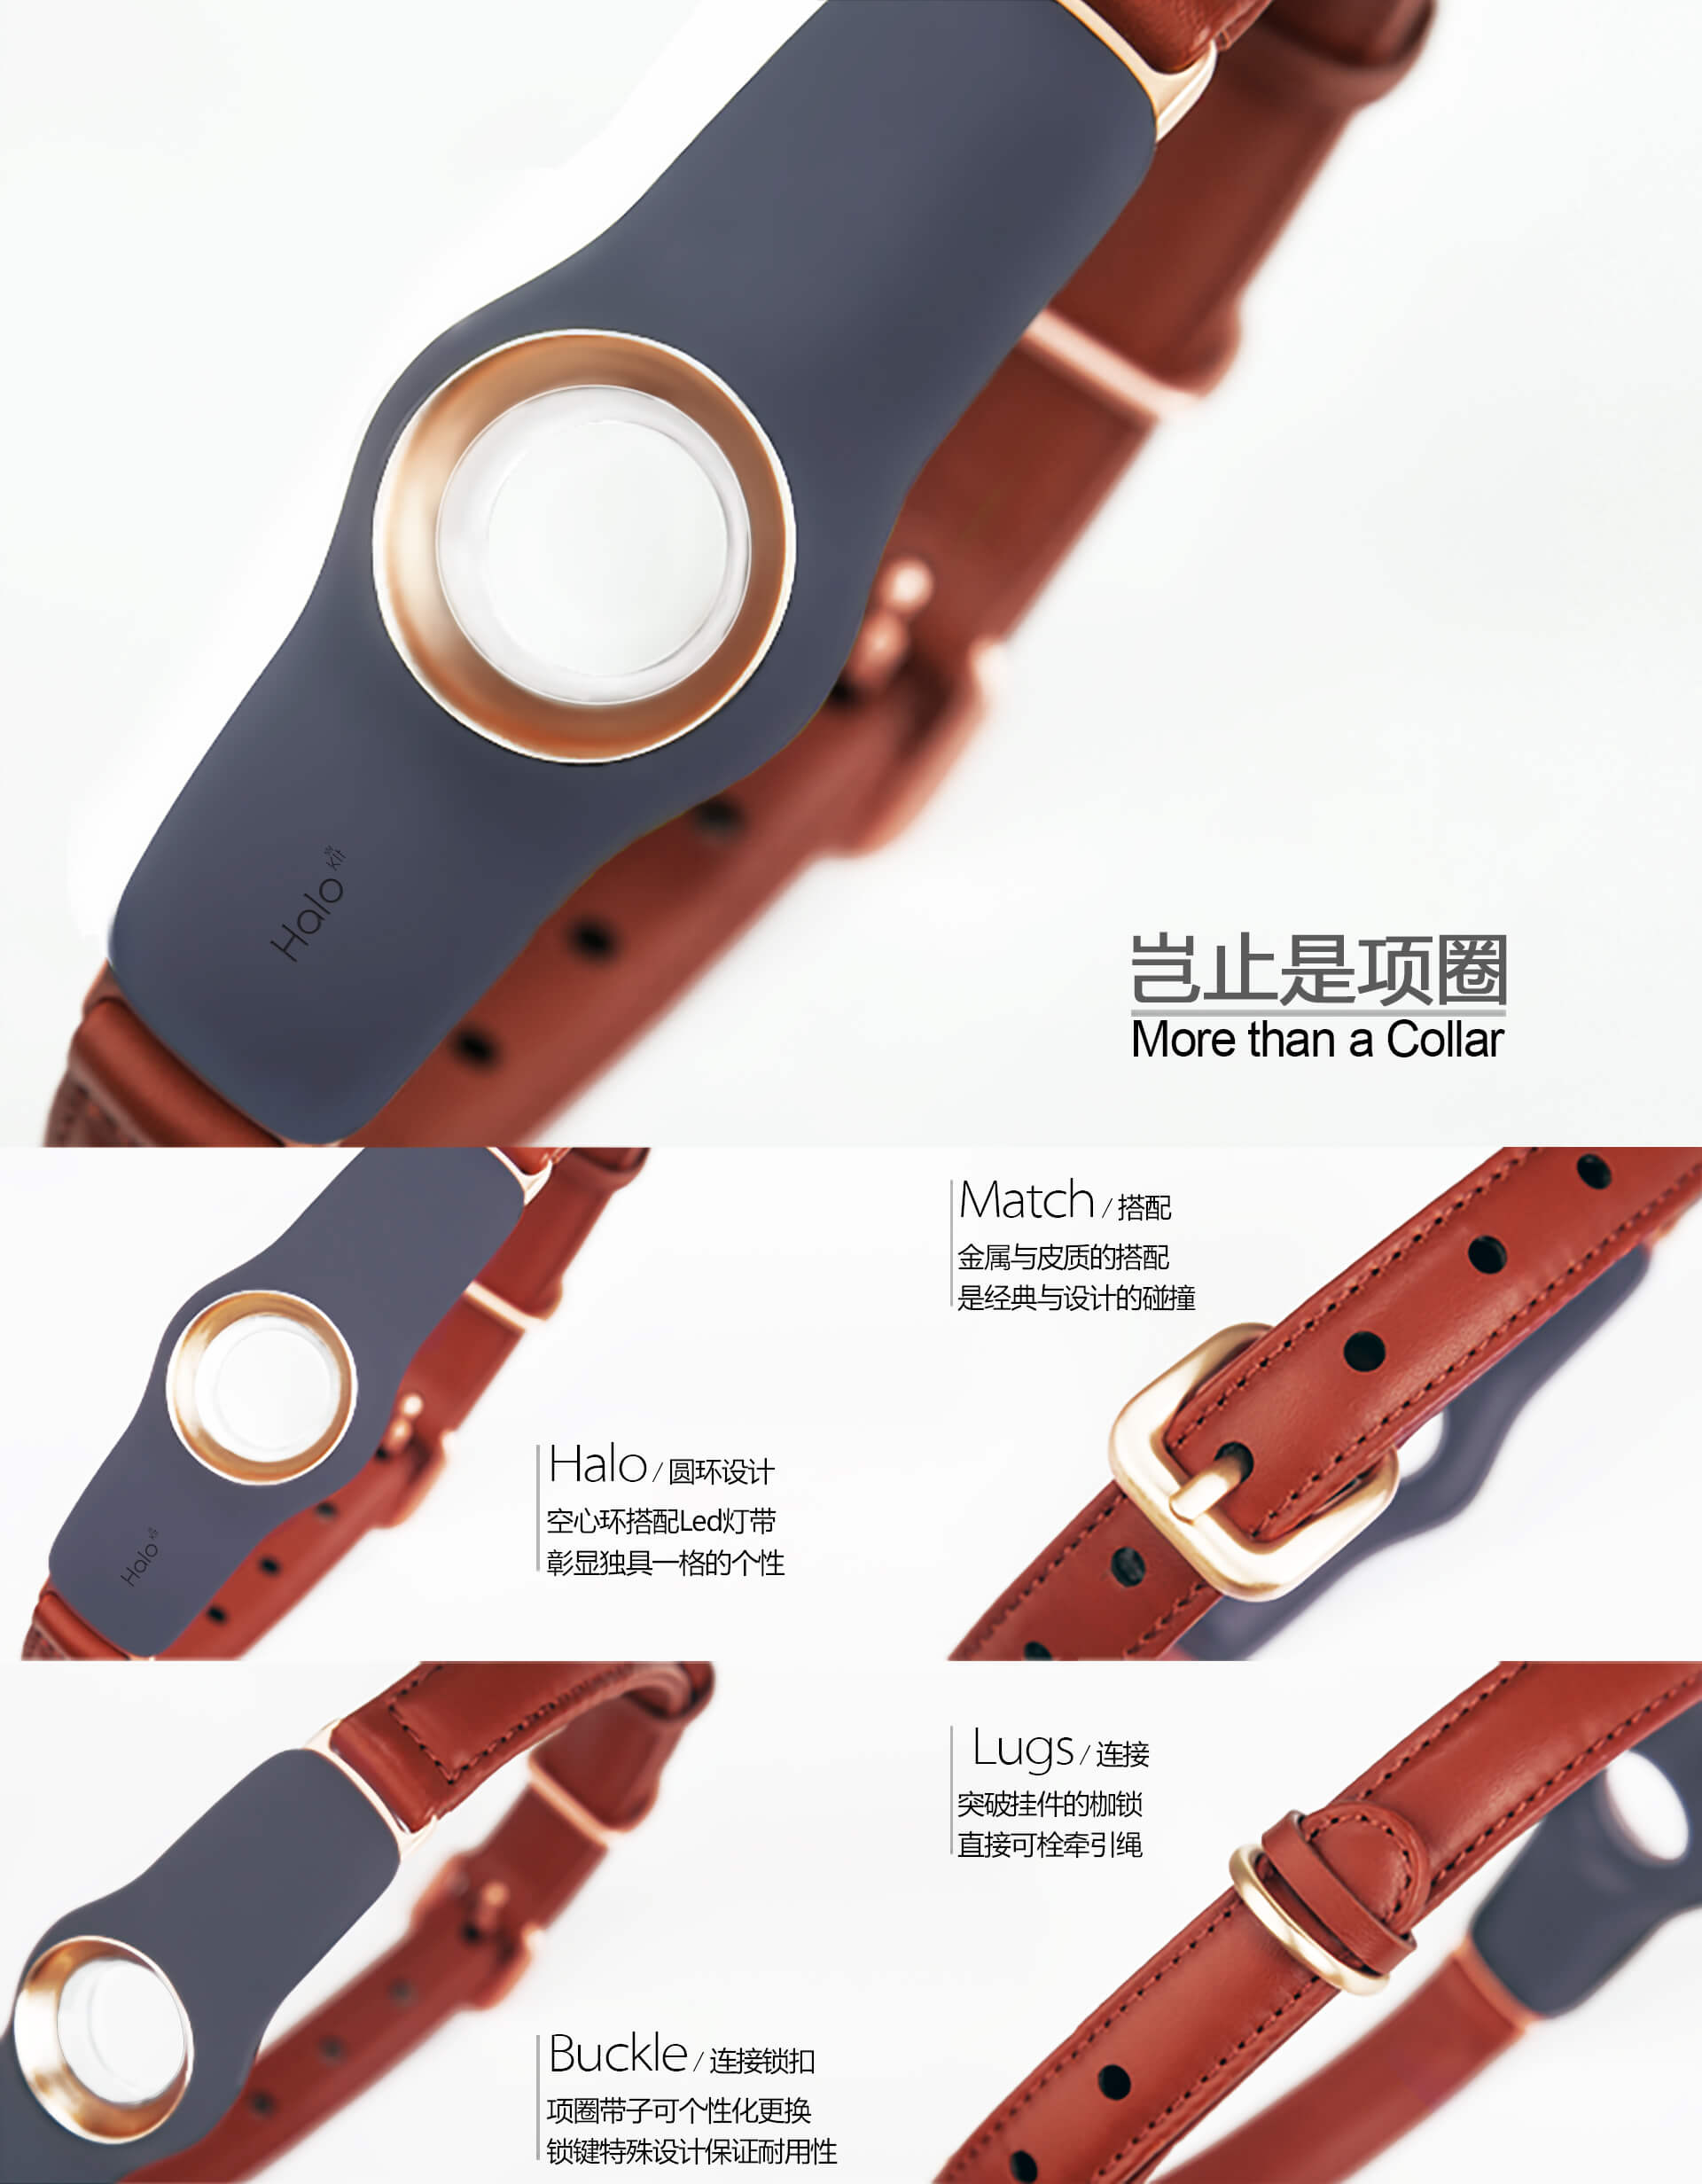 Halo Kit
岂止是项圈
More than a Collar
Halo / 圆环设计
空心环搭配Led灯带
彰显独具一格的个性
Halo
Match / 搭配
金属与皮质的搭配
是经典与设计的碰撞
Buckle / 连接锁扣
项圈带子可个性化更换
锁键特殊设计保证耐用性
Lugs / 连接
突破挂件的枷锁
直接可栓牵引绳